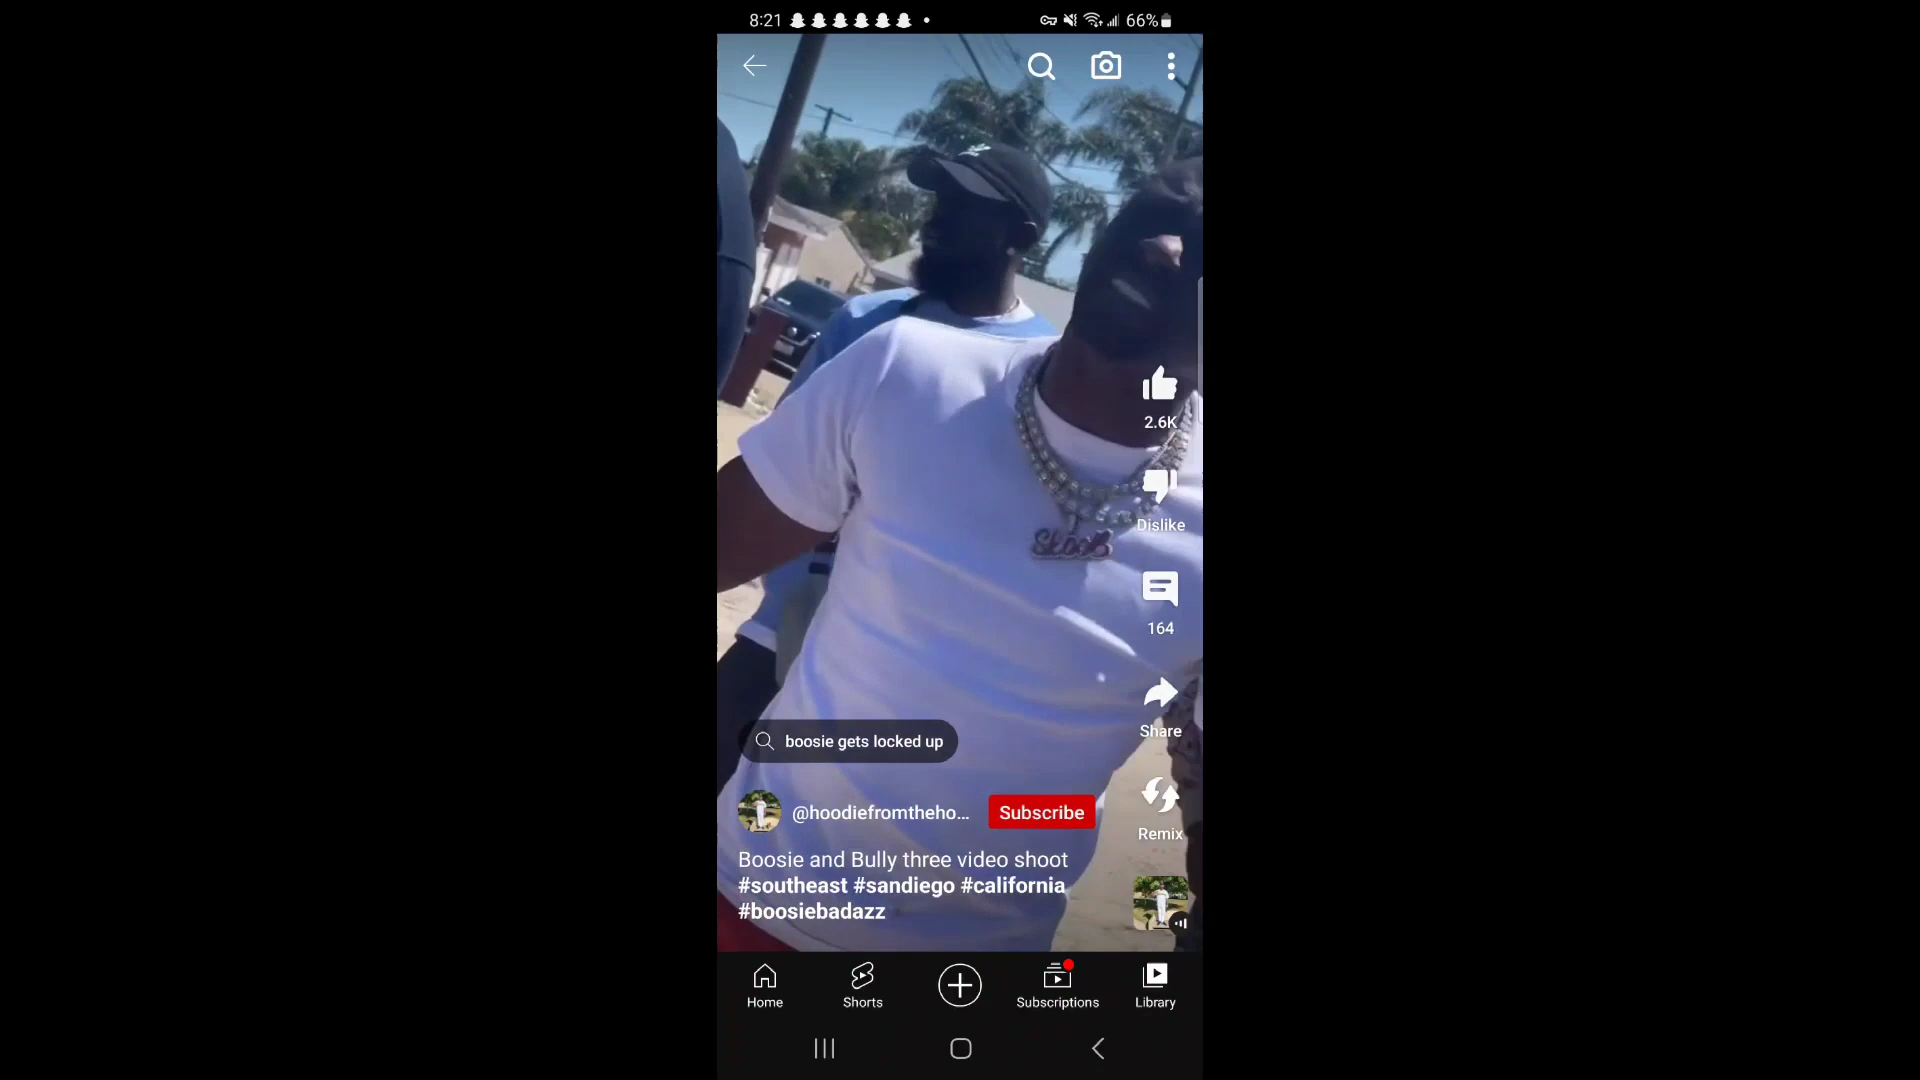 8:21
66%
2.6K
Dislike
164
Share
boosie gets locked up
@hoodiefromtheho...
Subscribe
Remix
Boosie and Bully three video shoot
#southeast #sandiego #california
#boosiebadazz
Home
Shorts
Subscriptions
Library